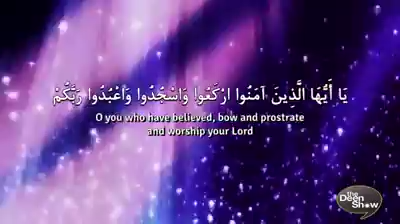 يَا أَيُّهَا الَّذِينَ آمَنُوا ارْكَعُوا وَاسْجُدُوا وَاعْبُدُوا رَبَّكُمْ
O you who have believed, bow and prostrate
and worship your Lord
The
Deen
Show